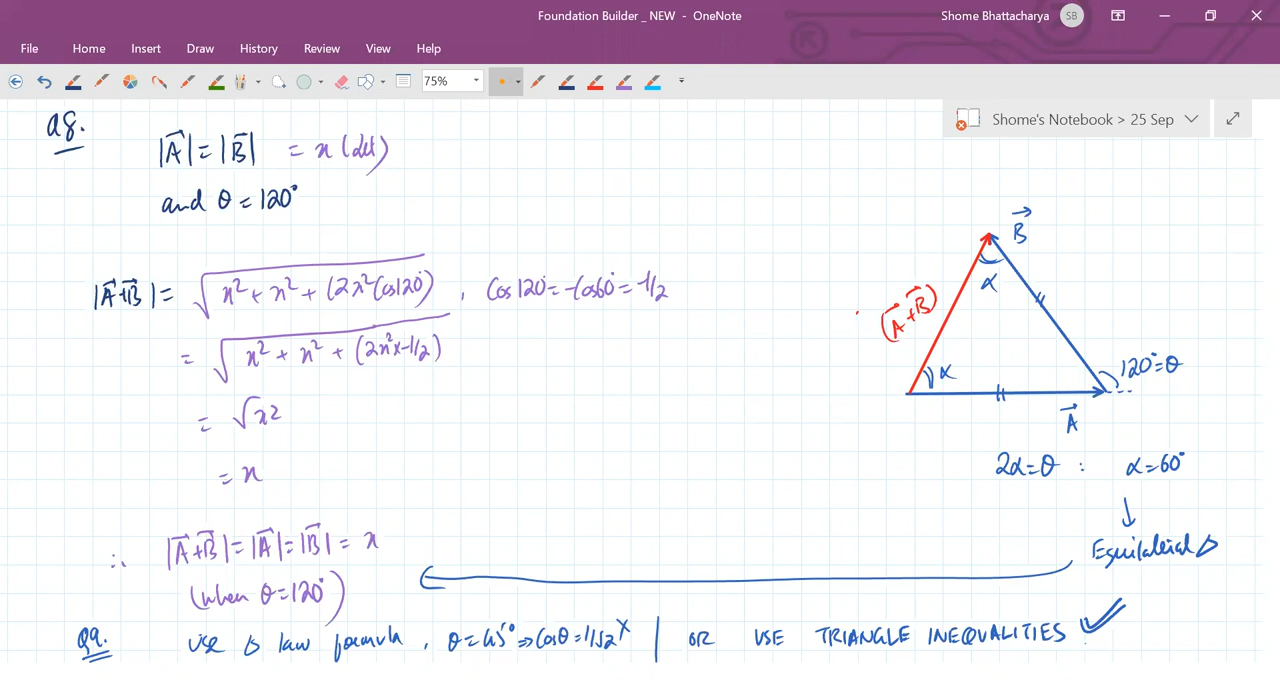 Foundation Builder _ NEW - OneNote
Shome Bhattacharya SB
File Home Insert Draw History Review View Help
75%
Shome's Notebook > 25 Sep
Q8.
|A⃗| = |B⃗| = x (let)
and θ = 120°
|A⃗+B⃗| = √(x² + x² + (2x² Cos120°)) , Cos 120° = -Cos60° = -1/2
= √(x² + x² + (2x² x -1/2))
= √x²
= x
∴ |A⃗+B⃗| = |A⃗| = |B⃗| = x
(when θ = 120°)
B⃗
α
(A⃗+B⃗)
α
120° = θ
A⃗
2α = θ : α = 60°
↓
Equilateral Δ
Q9. Use Δ law formula , θ = 45° ⇒ Cosθ = 1/√2 x | OR USE TRIANGLE INEQUALITIES ✓